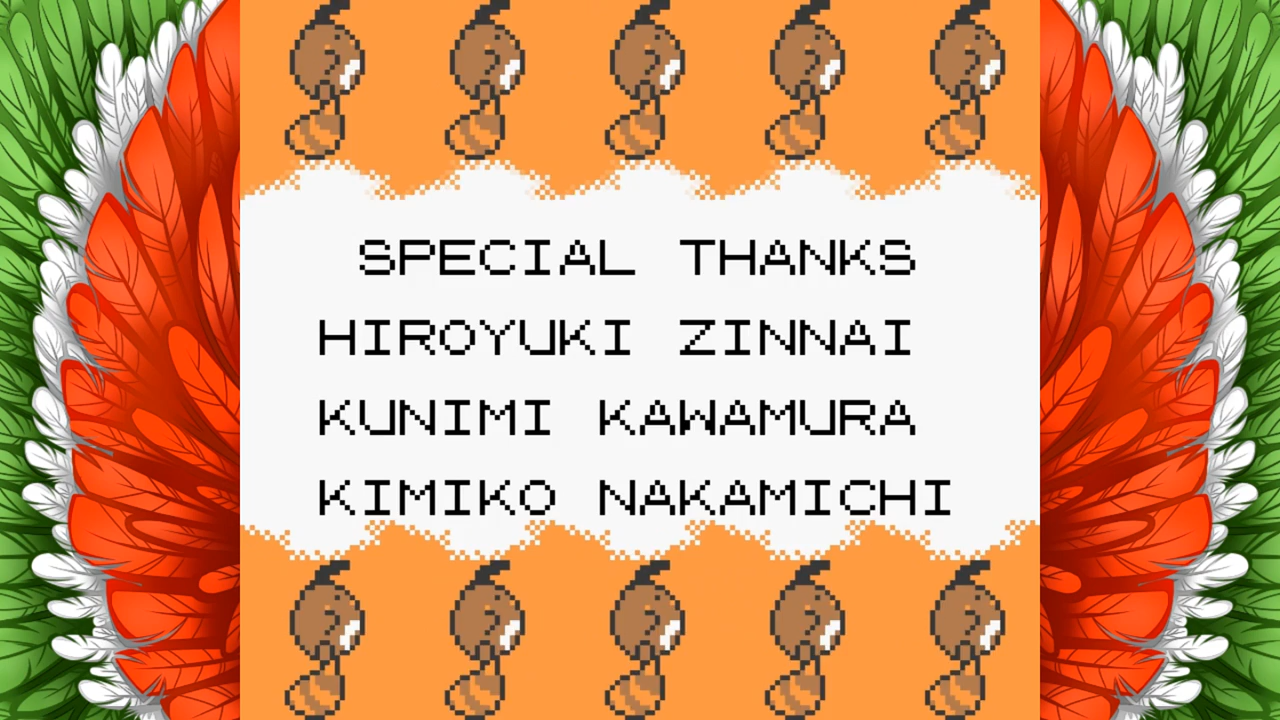 SPECIAL THANKS
HIROYUKI ZINNAI
KUNIMI KAWAMURA
KIMIKO NAKAMICHI